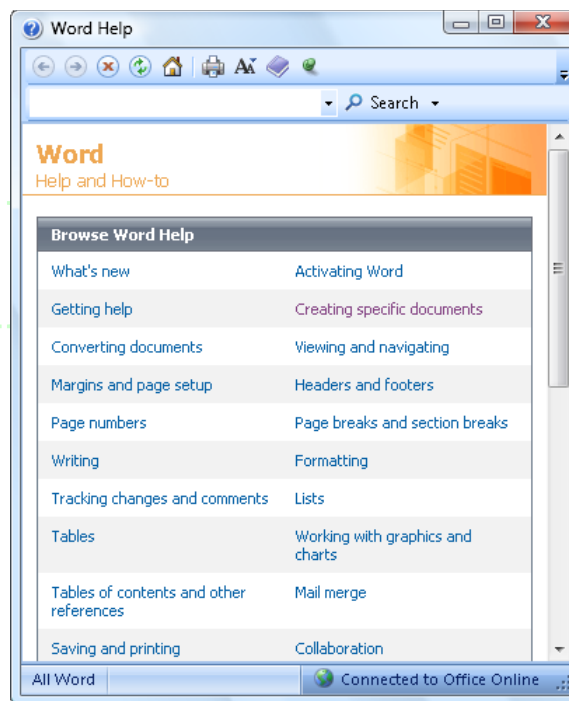 Word Help
Search
Word
Help and How-to
Browse Word Help
What's new
Activating Word
Getting help
Creating specific documents
Converting documents
Viewing and navigating
Margins and page setup
Headers and footers
Page numbers
Page breaks and section breaks
Writing
Formatting
Tracking changes and comments
Lists
Tables
Working with graphics and
charts
Tables of contents and other
references
Mail merge
Saving and printing
Collaboration
All Word
Connected to Office Online